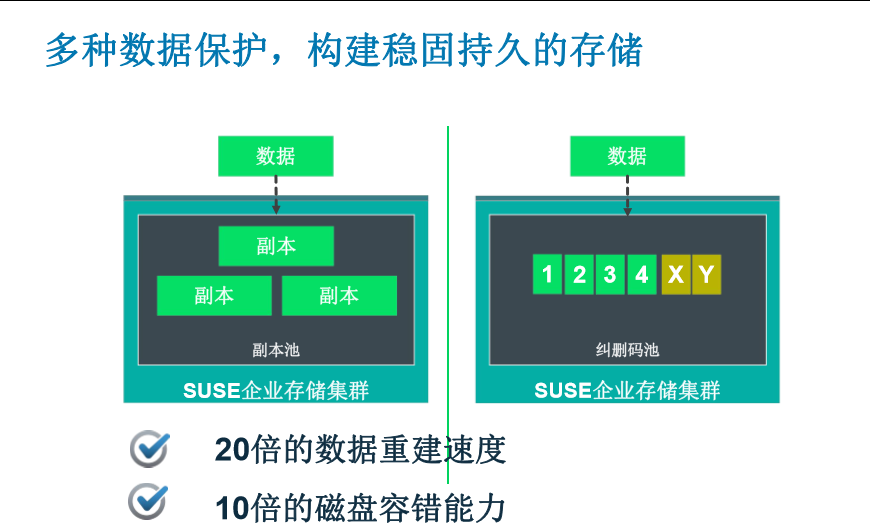 多种数据保护，构建稳固持久的存储
数据
副本
副本 副本
副本池
SUSE企业存储集群
数据
1 2 3 4 X Y
纠删码池
SUSE企业存储集群
20倍的数据重建速度
10倍的磁盘容错能力